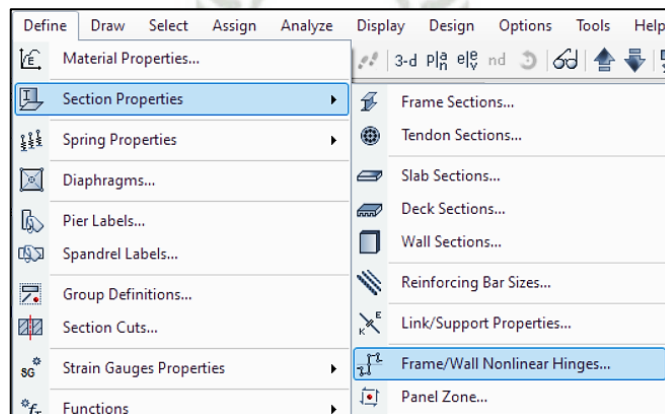 Define Draw Select Assign Analyze Display Design Options Tools Help
Material Properties...
3-d
nd
Section Properties
Spring Properties
Diaphragms...
Pier Labels...
Spandrel Labels...
Group Definitions...
Section Cuts...
Strain Gauges Properties
Functions
Frame Sections...
Tendon Sections...
Slab Sections...
Deck Sections...
Wall Sections...
Reinforcing Bar Sizes...
Link/Support Properties...
Frame/Wall Nonlinear Hinges...
Panel Zone...